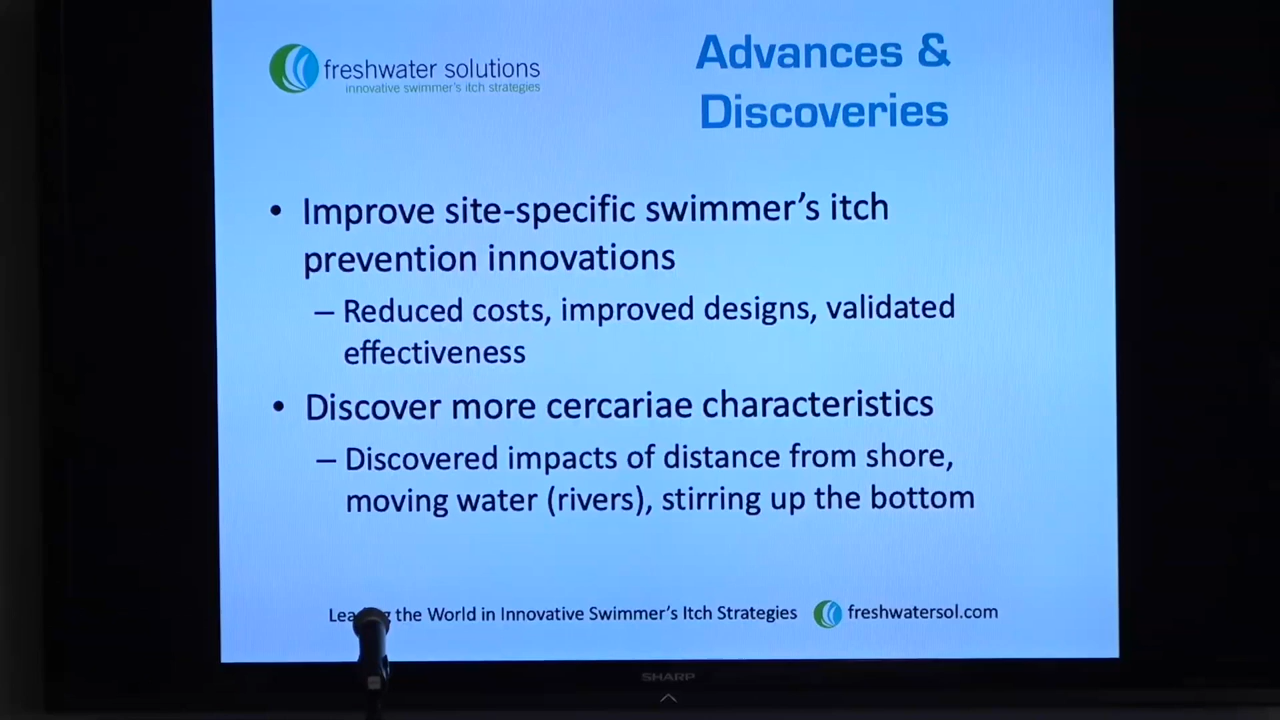 freshwater solutions
innovative swimmer's itch strategies
Advances &
Discoveries
• Improve site-specific swimmer's itch
prevention innovations
– Reduced costs, improved designs, validated
effectiveness
• Discover more cercariae characteristics
– Discovered impacts of distance from shore,
moving water (rivers), stirring up the bottom
the World in Innovative Swimmer's Itch Strategies
freshwatersol.com
SHARP